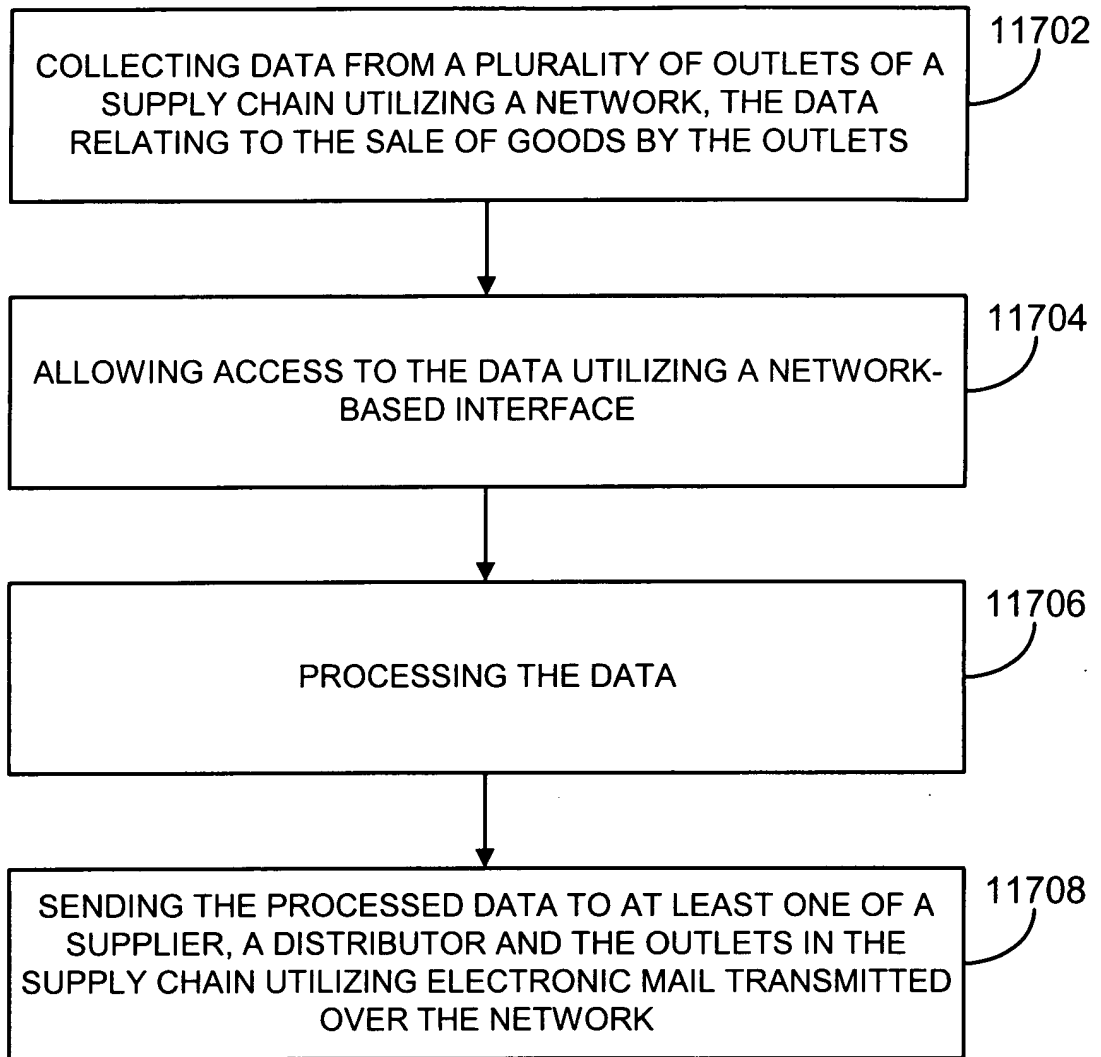 11702
COLLECTING DATA FROM A PLURALITY OF OUTLETS OF A
SUPPLY CHAIN UTILIZING A NETWORK, THE DATA
RELATING TO THE SALE OF GOODS BY THE OUTLETS
11704
ALLOWING ACCESS TO THE DATA UTILIZING A NETWORK-
BASED INTERFACE
11706
PROCESSING THE DATA
11708
SENDING THE PROCESSED DATA TO AT LEAST ONE OF A
SUPPLIER, A DISTRIBUTOR AND THE OUTLETS IN THE
SUPPLY CHAIN UTILIZING ELECTRONIC MAIL TRANSMITTED
OVER THE NETWORK